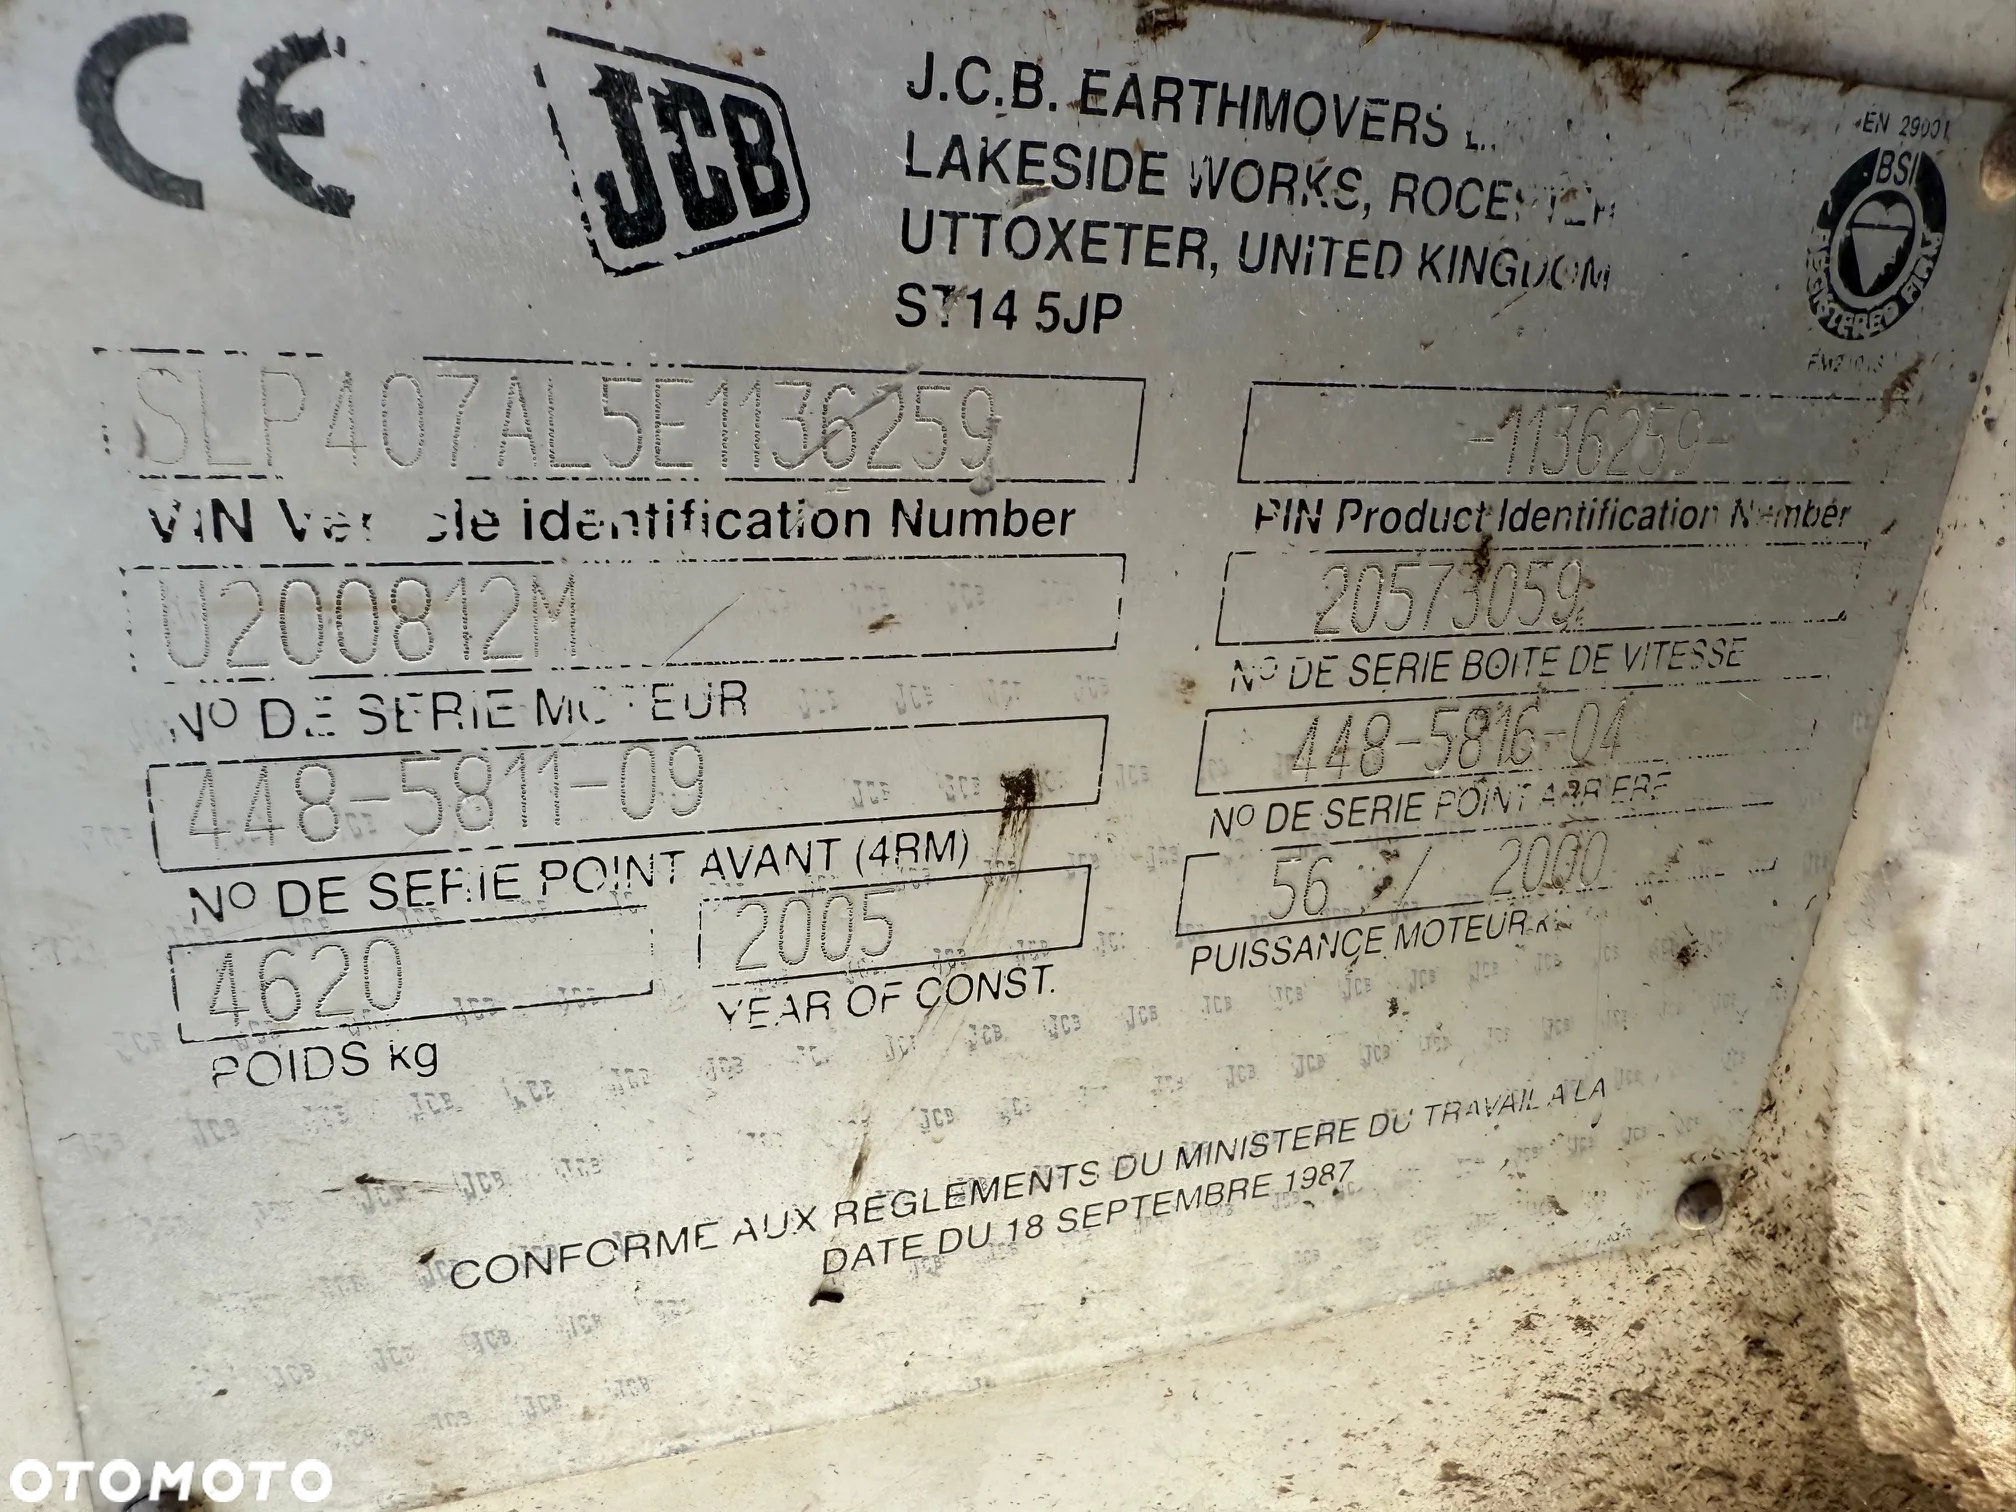 CE
JCB
J.C.B. EARTHMOVERS
LAKESIDE WORKS, ROCESTER
UTTOXETER, UNITED KINGDOM
ST14 5JP
EN 29001
BSI
REGISTERED FIRM
SLP407AL5E1136259
-1136259-
VIN Vehicle identification Number
PIN Product Identification Number
U200812M
20573059
Nº DE SERIE MOTEUR
Nº DE SERIE BOITE DE VITESSE
448-5811-09
448-5816-04
Nº DE SERIE POINT AVANT (4RM)
Nº DE SERIE POINT ARRIERE
4620
2005
56 / 2000
POIDS kg
YEAR OF CONST.
PUISSANCE MOTEUR
CONFORME AUX REGLEMENTS DU MINISTERE DU TRAVAIL A LA
DATE DU 18 SEPTEMBRE 1987
OTOMOTO